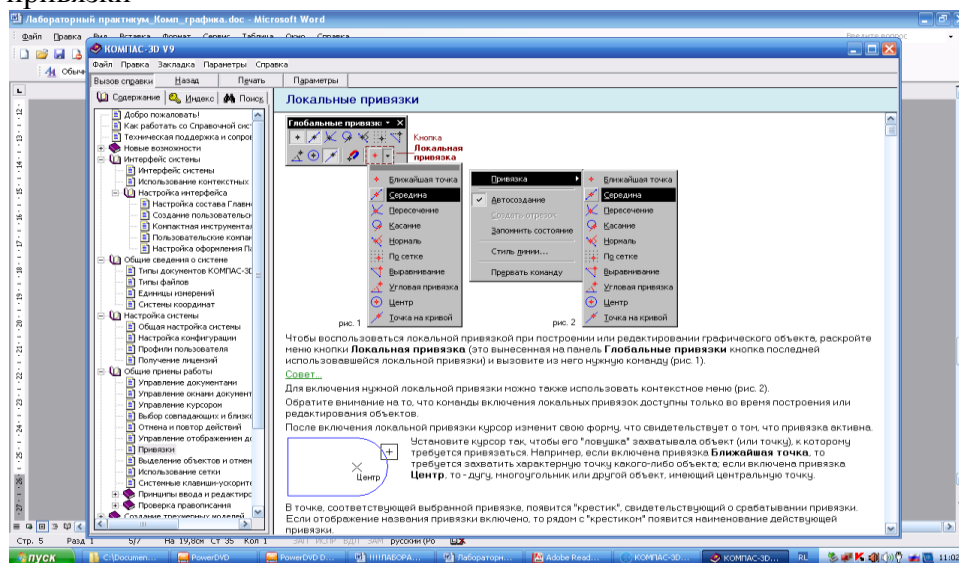 привязки
Лабораторный практикум_Комп_графика.doc - Microsoft Word
Файл Правка Вид Вставка Формат Сервис Таблица Окно Справка
КОМПАС-3D V9
Файл Правка Закладка Параметры Справка
Вызов справки Назад Печать Параметры
Содержание Индекс Поиск
Добро пожаловать!
Как работать со Справочной сис
Техническая поддержка и сопро
Новые возможности
Интерфейс системы
Интерфейс системы
Использование контекстных
Настройка интерфейса
Настройка состава Главн
Создание пользовательс
Компактная инструмента
Пользовательские компа
Настройка оформления П
Общие сведения о системе
Типы документов КОМПАС-3D
Типы файлов
Единицы измерений
Системы координат
Настройка системы
Общая настройка системы
Настройка конфигурации
Профили пользователя
Получение лицензий
Общие приемы работы
Управление документами
Управление окнами документ
Управление курсором
Выбор совпадающих и близк
Отмена и повтор действий
Управление отображением д
Привязки
Выделение объектов и отмен
Использование сетки
Системные клавиши-ускорит
Принципы ввода и редактир
Проверка правописания
Создание трехмерных моделей
Локальные привязки
Глобальные привязк
Кнопка
Локальная
привязка
Ближайшая точка
Середина
Пересечение
Касание
Нормаль
По сетке
Выравнивание
Угловая привязка
Центр
Точка на кривой
рис. 1
Привязка
Автосоздание
Создать отрезок
Запомнить состояние
Стиль линии...
Прервать команду
Ближайшая точка
Середина
Пересечение
Касание
Нормаль
По сетке
Выравнивание
Угловая привязка
Центр
Точка на кривой
рис. 2
Чтобы воспользоваться локальной привязкой при построении или редактировании графического объекта, раскройте
меню кнопки Локальная привязка (это вынесенная на панель Глобальные привязки кнопка последней
использовавшейся локальной привязки) и вызовите из него нужную команду (рис. 1).
Совет...
Для включения нужной локальной привязки можно также использовать контекстное меню (рис. 2).
Обратите внимание на то, что команды включения локальных привязок доступны только во время построения или
редактирования объектов.
После включения локальной курсор изменит свою форму, что свидетельствует о том, что привязка активна.
Установите курсор так, чтобы его "ловушка" захватывала объект (или точку), к которому
требуется привязаться. Например, если включена привязка Ближайшая точка, то
требуется захватить характерную точку какого-либо объекта; если включена привязка
Центр, то - дугу, многоугольник или другой объект, имеющий центральную точку.
Центр
В точке, соответствующей выбранной привязке, появится "крестик", свидетельствующий о срабатывании привязки.
Если отображение названия привязки включено, то рядом с "крестиком" появится наименование действующей
привязки.
Стр. 5 Разд 1 5/7 На 19,8см Ст 35 Кол 1 ЗАП ИСПР ВДЛ ЗАМ русский (Ро
пуск C:\Documen... PowerDVD PowerDVD D... !!!!ЛАБОРА... Лабораторн... Adobe Read... КОМПАС-3D... КОМПАС-3D... RL 11:02